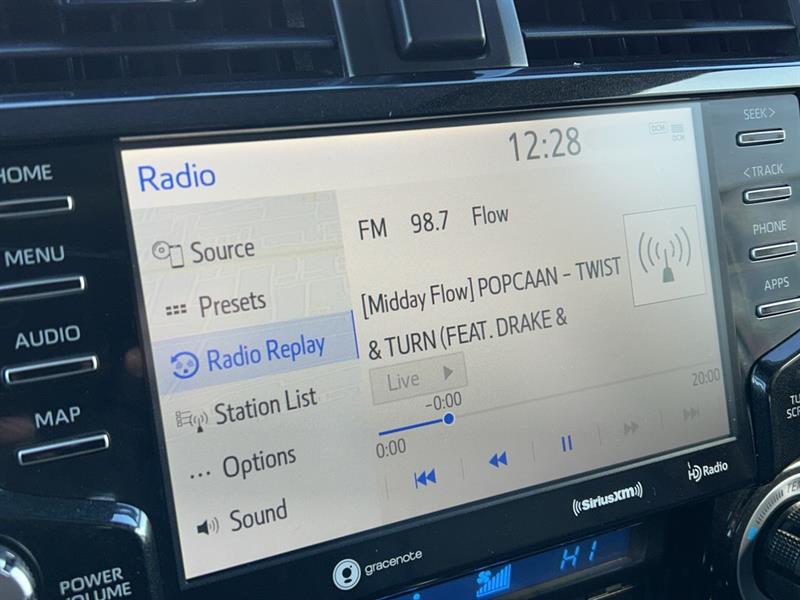 HOME
MENU
AUDIO
MAP
POWER
VOLUME
Radio
12:28
DCM
DCM
Source
Presets
Radio Replay
Station List
Options
Sound
FM 98.7 Flow
[Midday Flow] POPCAAN – TWIST
& TURN (FEAT. DRAKE &
Live
–0:00
0:00
20:00
SEEK >
< TRACK
PHONE
APPS
gracenote
((SiriusXM))
HD Radio
HI